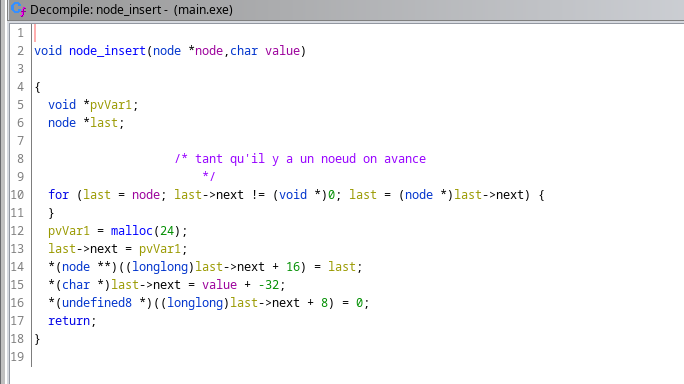 Decompile: node_insert - (main.exe)
1
2 void node_insert(node *node,char value)
3
4 {
5 void *pvVar1;
6 node *last;
7
8 /* tant qu'il y a un noeud on avance
9 */
10 for (last = node; last->next != (void *)0; last = (node *)last->next) {
11 }
12 pvVar1 = malloc(24);
13 last->next = pvVar1;
14 *(node **)((longlong)last->next + 16) = last;
15 *(char *)last->next = value + -32;
16 *(undefined8 *)((longlong)last->next + 8) = 0;
17 return;
18 }
19